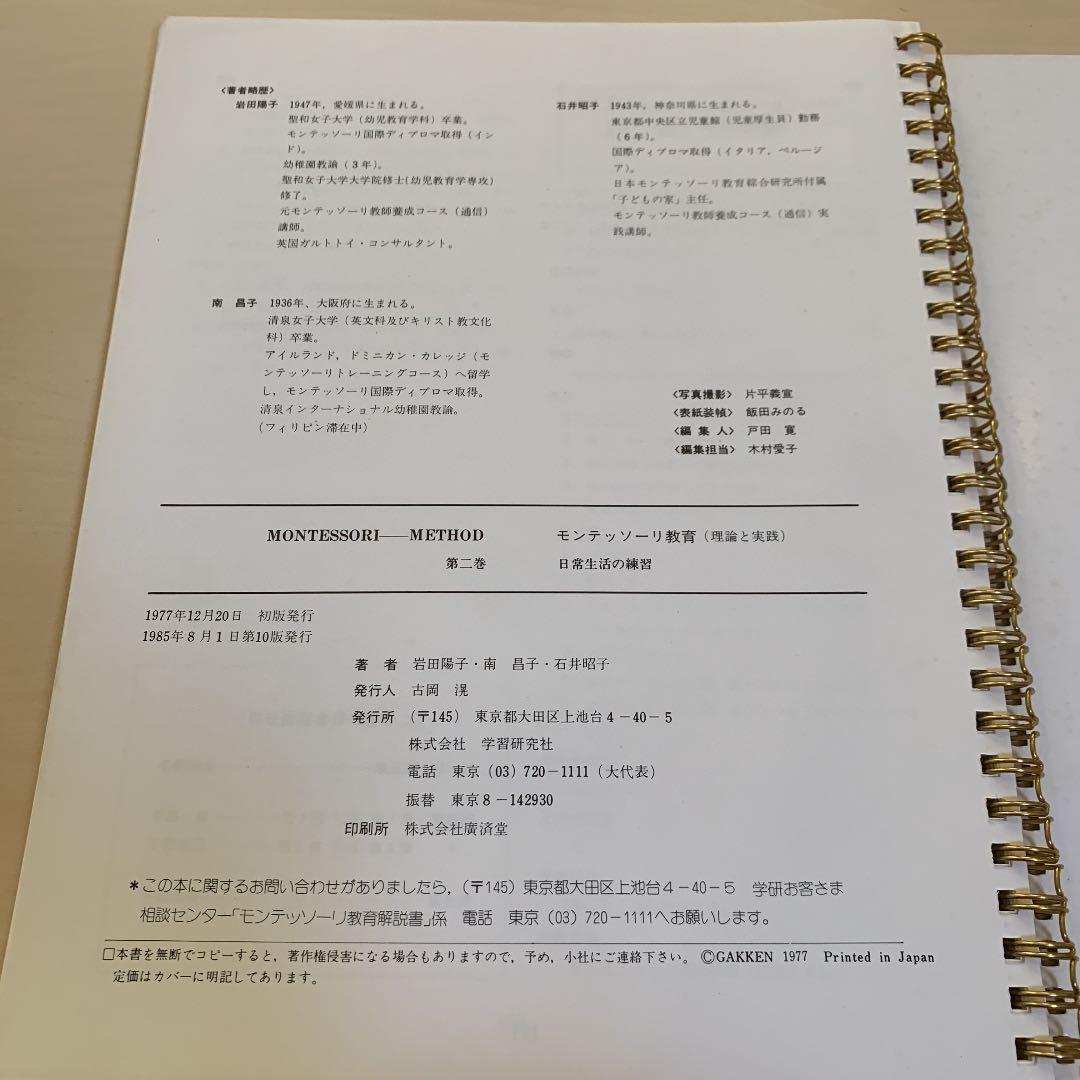 〈著者略歴〉
岩田陽子 1947年，愛媛県に生まれる。
聖和女子大学（幼児教育学科）卒業。
モンテッソーリ国際ディプロマ取得（イン
ド）。
幼稚園教諭（3年）。
聖和女子大学大学院修士（幼児教育学専攻）
修了。
元モンテッソーリ教師養成コース（通信）
講師。
英国ガルトトイ・コンサルタント。
石井昭子 1943年，神奈川県に生まれる。
東京都中央区立児童館（児童厚生員）勤務
（6年）。
国際ディプロマ取得（イタリア，ペルージ
ア）。
日本モンテッソーリ教育綜合研究所付属
「子どもの家」主任。
モンテッソーリ教師養成コース（通信）実
践講師。
南 昌子 1936年、大阪府に生まれる。
清泉女子大学（英文科及びキリスト教文化
科）卒業。
アイルランド，ドミニカン・カレッジ（モ
ンテッソーリトレーニングコース）へ留学
し，モンテッソーリ国際ディプロマ取得。
清泉インターナショナル幼稚園教諭。
（フィリピン滞在中）
〈写真撮影〉 片平義宣
〈表紙装幀〉 飯田みのる
〈編集人〉 戸田 寛
〈編集担当〉 木村愛子
MONTESSORI——METHOD モンテッソーリ教育（理論と実践）
第二巻 日常生活の練習
1977年12月20日 初版発行
1985年8月1日第10版発行
著者 岩田陽子・南 昌子・石井昭子
発行人 古岡 滉
発行所 （〒145） 東京都大田区上池台4－40－5
株式会社 学習研究社
電話 東京（03）720－1111（大代表）
振替 東京8－142930
印刷所 株式会社廣済堂
＊この本に関するお問い合わせがありましたら，（〒145）東京都大田区上池台4－40－5 学研お客さま
相談センター「モンテッソーリ教育解説書」係 電話 東京（03）720－1111へお願いします。
□本書を無断でコピーすると，著作権侵害になる場合もありますので，予め，小社にご連絡下さい。 ©GAKKEN 1977 Printed in Japan
定価はカバーに明記してあります。